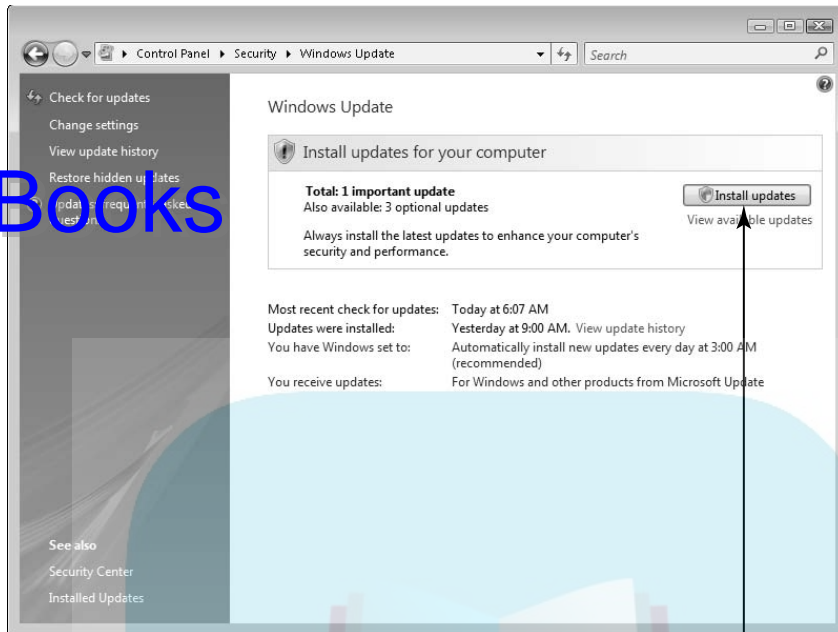 Control Panel Security Windows Update Search
Check for updates
Change settings
View update history
Restore hidden updates
Updates: frequently asked
questions
Books
Windows Update
Install updates for your computer
Total: 1 important update
Also available: 3 optional updates
Always install the latest updates to enhance your computer's
security and performance.
Install updates
View available updates
Most recent check for updates: Today at 6:07 AM
Updates were installed: Yesterday at 9:00 AM. View update history
You have Windows set to: Automatically install new updates every day at 3:00 AM
(recommended)
You receive updates: For Windows and other products from Microsoft Update
See also
Security Center
Installed Updates